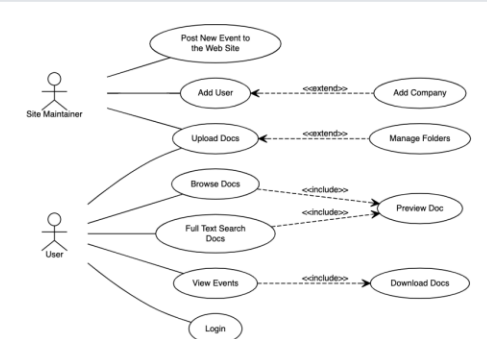 Post New Event to
the Web Site
Site Maintainer
Add User
<<extend>>
Add Company
Upload Docs
<<extend>>
Manage Folders
Browse Docs
<<include>>
Preview Doc
<<include>>
Full Text Search
Docs
User
View Events
<<include>>
Download Docs
Login